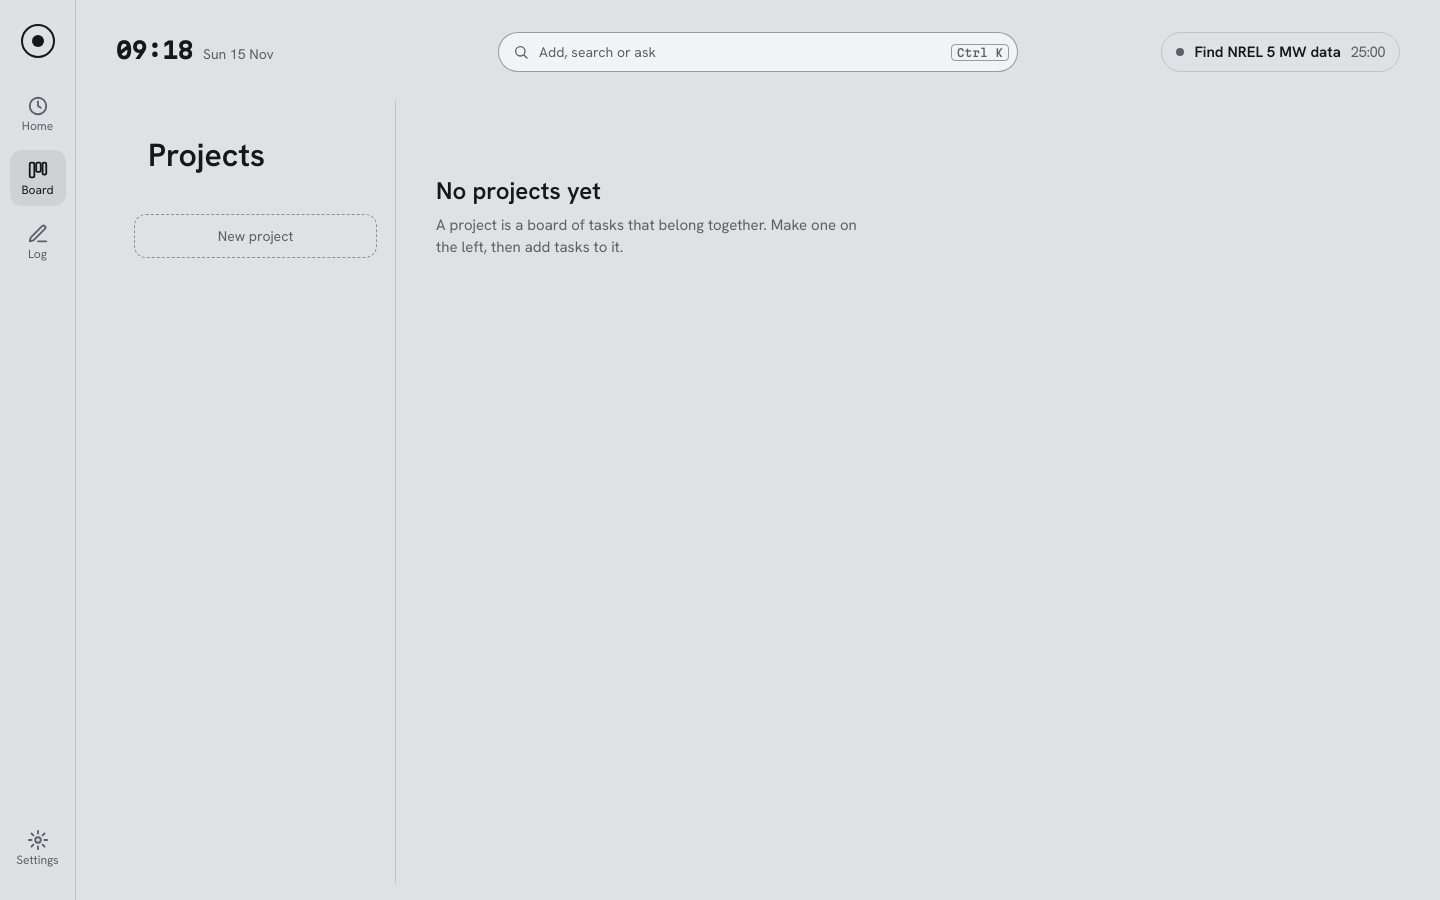 09:18 Sun 15 Nov
Add, search or ask
Ctrl K
Find NREL 5 MW data 25:00
Home
Board
Log
Settings
Projects
New project
No projects yet
A project is a board of tasks that belong together. Make one on
the left, then add tasks to it.